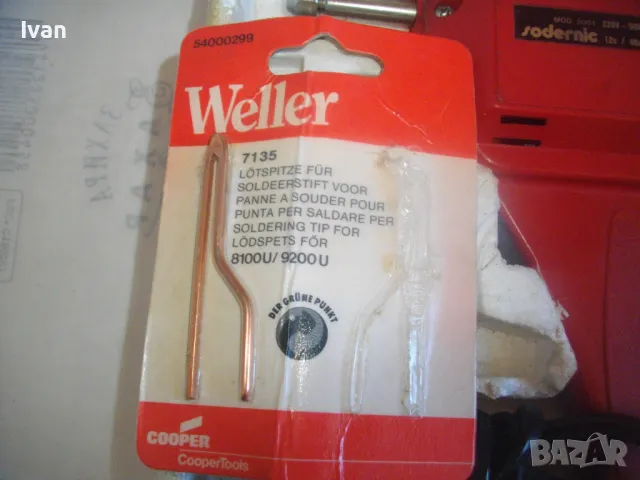 Ivan
54000299
Weller
7135
LÖTSPITZE FÜR
SOLDEERSTIFT VOOR
PANNE A SOUDER POUR
PUNTA PER SALDARE PER
SOLDERING TIP FOR
LÖDSPETS FÖR
8100U/9200U
DER GRÜNE PUNKT
COOPER
CooperTools
sodernic
BAZAR